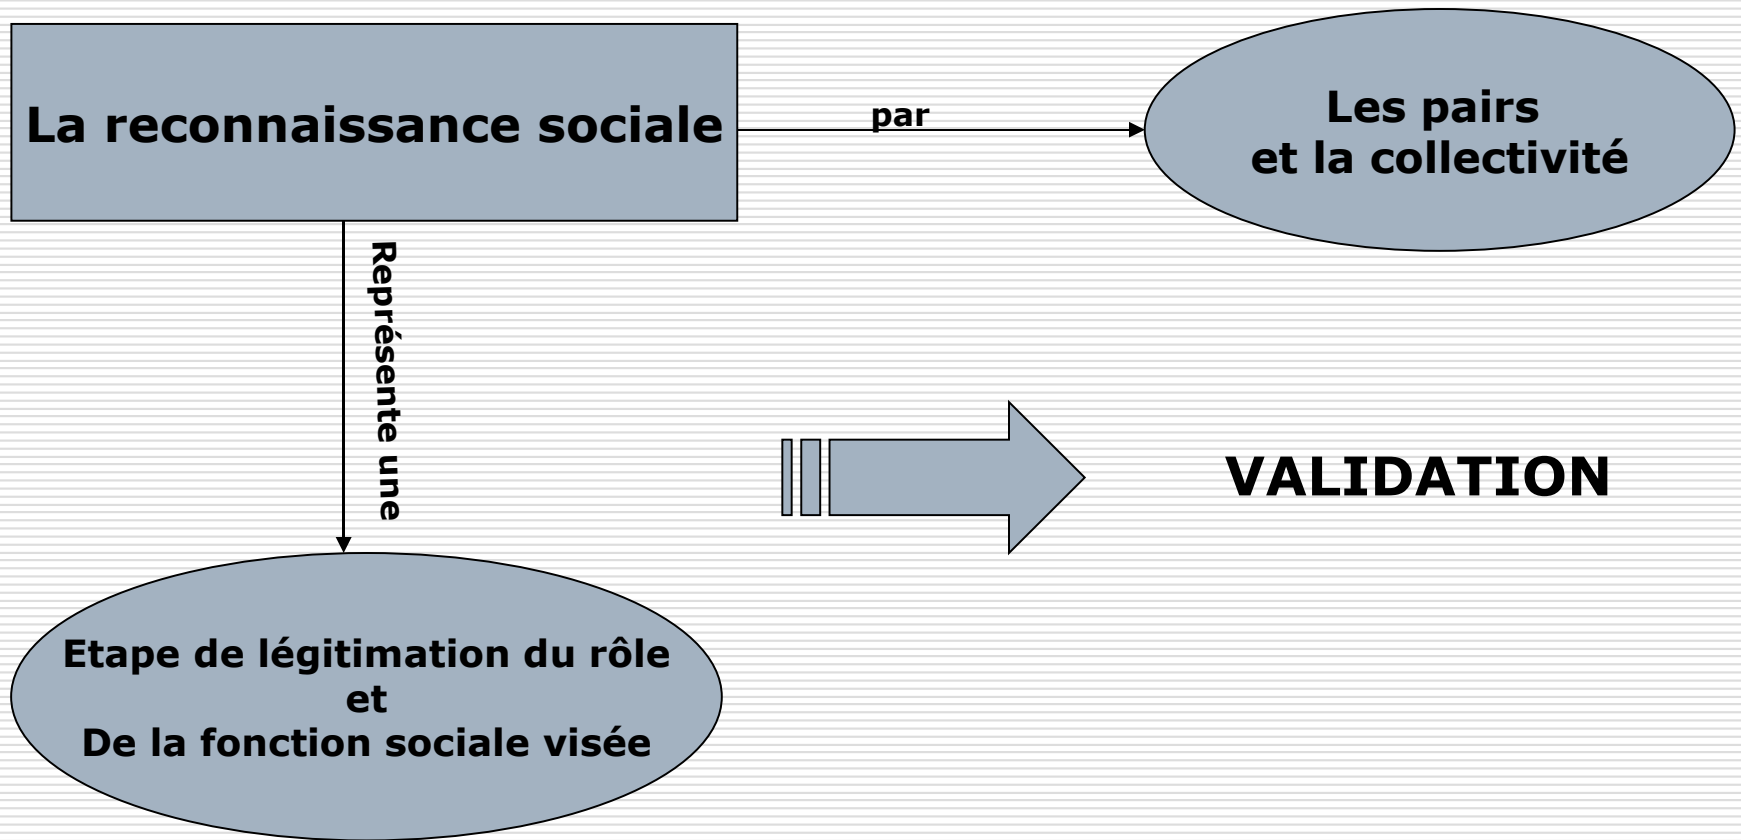 La reconnaissance sociale
par
Les pairs
et la collectivité
Représente une
VALIDATION
Etape de légitimation du rôle
et
De la fonction sociale visée